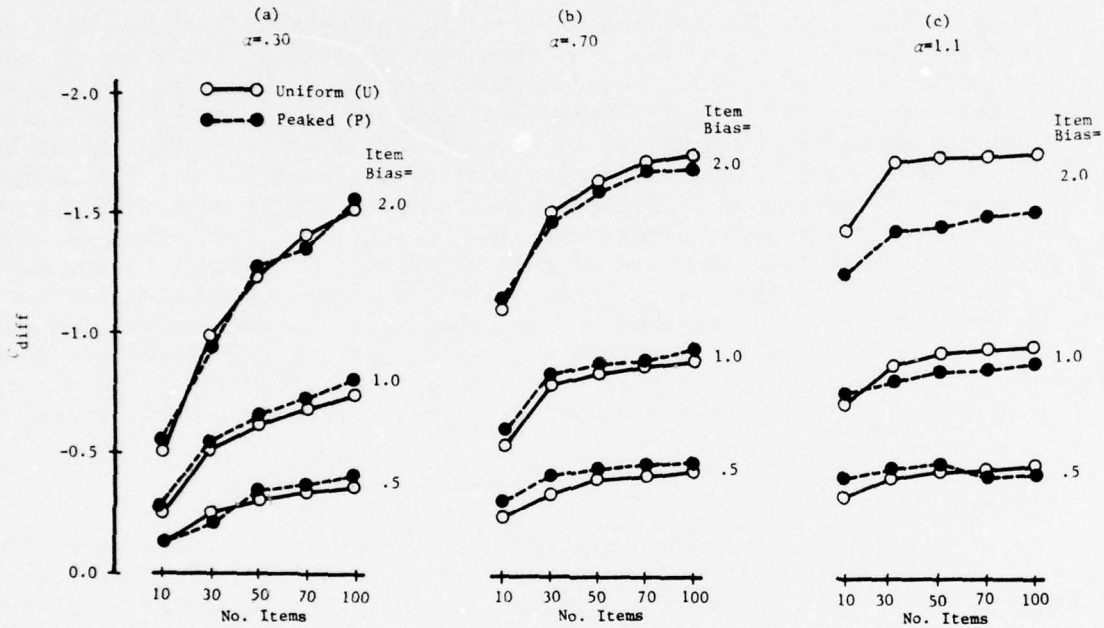 (a)
α=.30
(b)
α=.70
(c)
α=1.1
Uniform (U)
Peaked (P)
Item
Bias=
2.0
1.0
.5
Item
Bias=
2.0
1.0
.5
Item
Bias=
2.0
1.0
.5
-2.0
-1.5
-1.0
-0.5
0.0
diff
10 30 50 70 100
No. Items
10 30 50 70 100
No. Items
10 30 50 70 100
No. Items